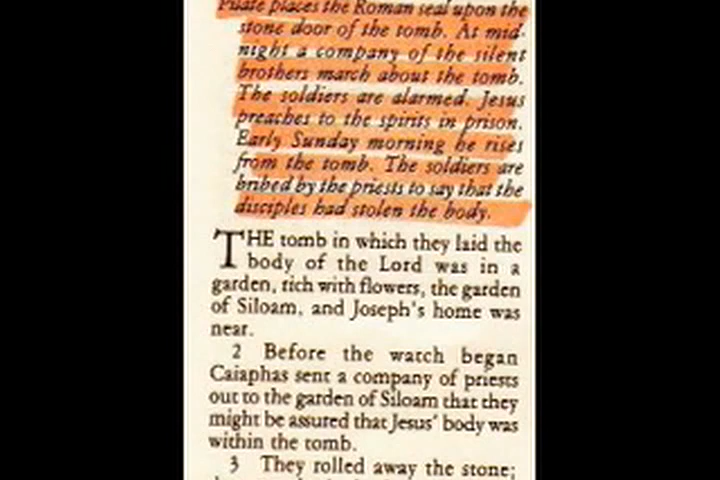 Pilate places the Roman seal upon the
stone door of the tomb. At mid-
night a company of the silent
brothers march about the tomb.
The soldiers are alarmed. Jesus
preaches to the spirits in prison.
Early Sunday morning he rises
from the tomb. The soldiers are
bribed by the priests to say that the
disciples had stolen the body.
THE tomb in which they laid the
body of the Lord was in a
garden, rich with flowers, the garden
of Siloam, and Joseph's home was
near.
2 Before the watch began
Caiaphas sent a company of priests
out to the garden of Siloam that they
might be assured that Jesus' body was
within the tomb.
3 They rolled away the stone;